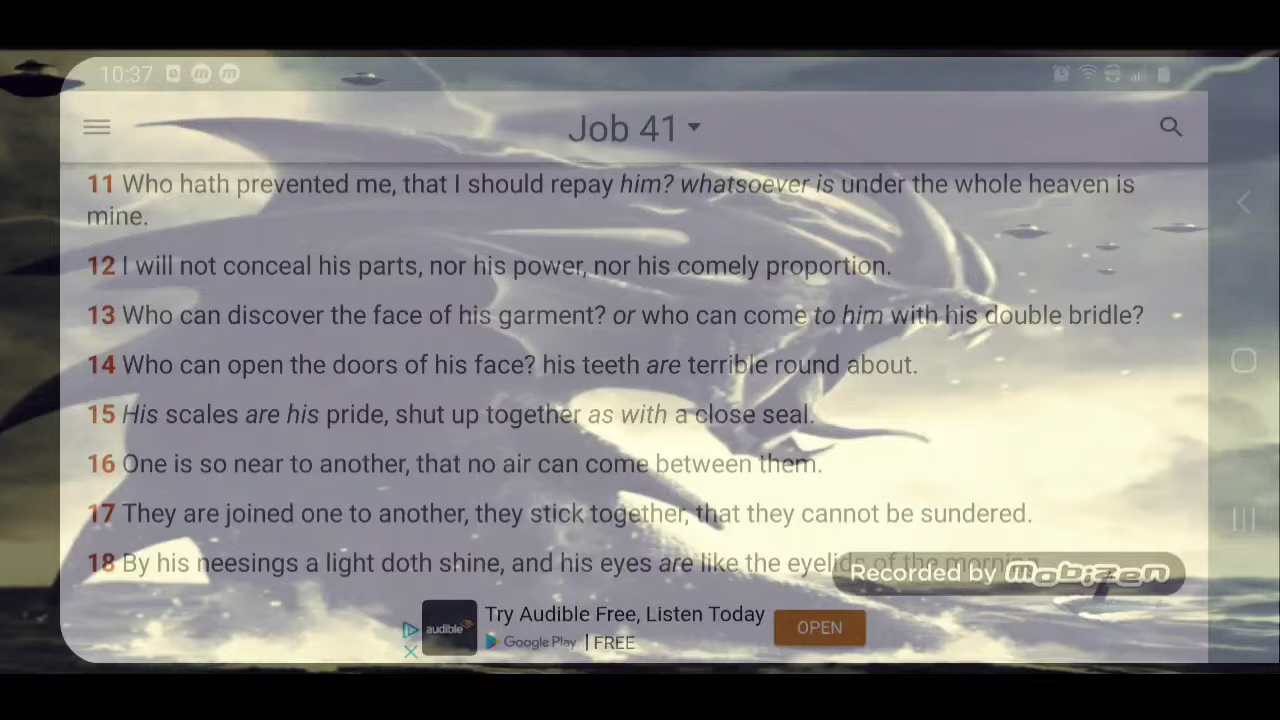 10:37
Job 41
11 Who hath prevented me, that I should repay him? whatsoever is under the whole heaven is
mine.
12 I will not conceal his parts, nor his power, nor his comely proportion.
13 Who can discover the face of his garment? or who can come to him with his double bridle?
14 Who can open the doors of his face? his teeth are terrible round about.
15 His scales are his pride, shut up together as with a close seal.
16 One is so near to another, that no air can come between them.
17 They are joined one to another, they stick together, that they cannot be sundered.
18 By his neesings a light doth shine, and his eyes are like the eyelids of the morning.
Recorded by mobizen
audible
Try Audible Free, Listen Today
Google Play | FREE
OPEN